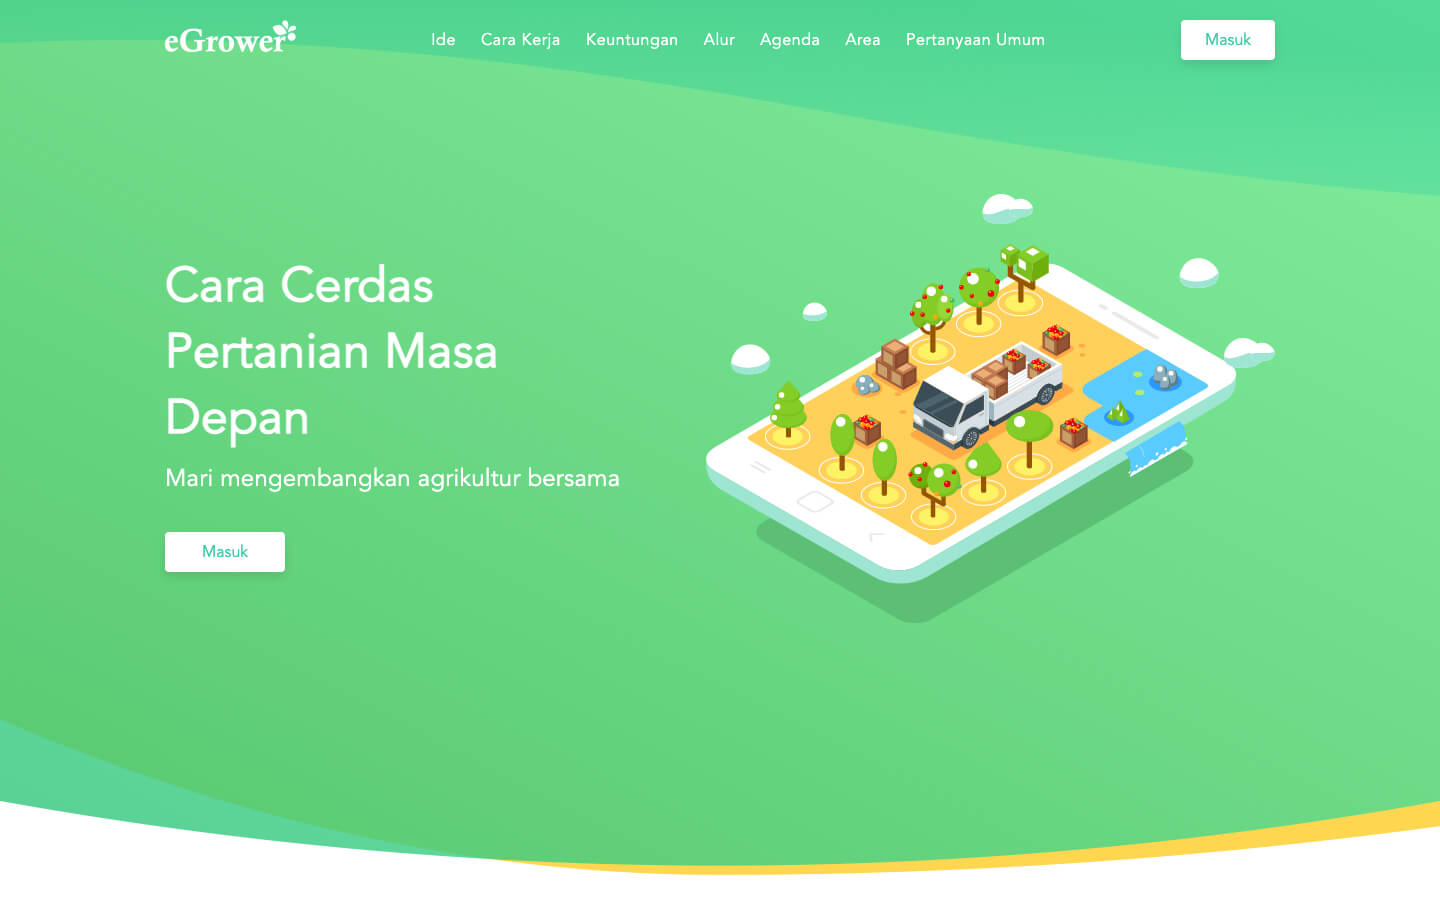 eGrower
Ide Cara Kerja Keuntungan Alur Agenda Area Pertanyaan Umum
Masuk
Cara Cerdas
Pertanian Masa
Depan
Mari mengembangkan agrikultur bersama
Masuk